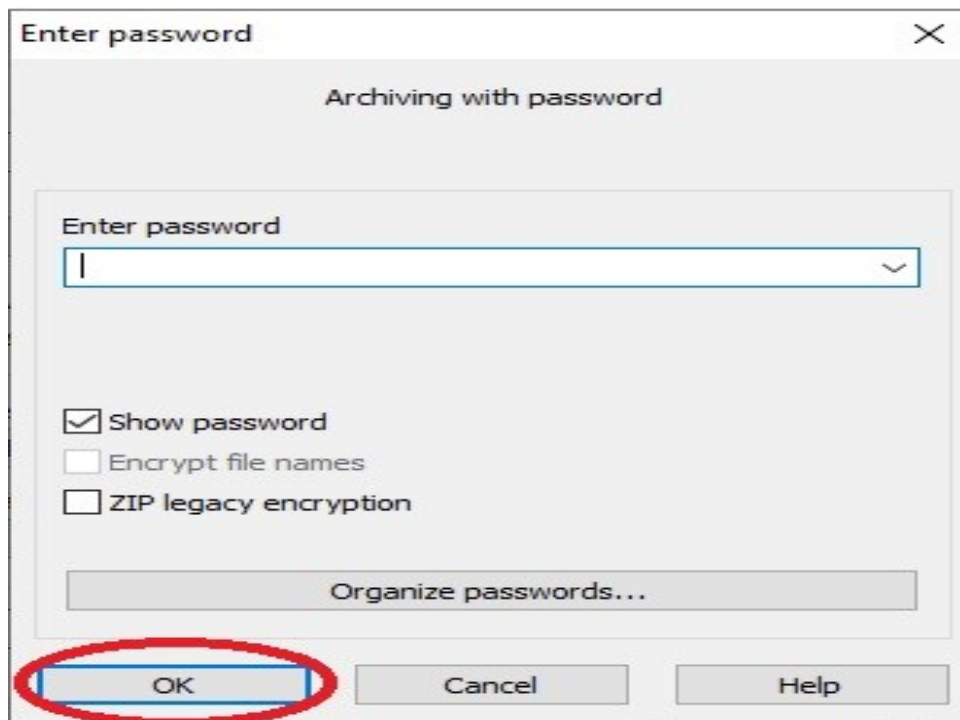 Enter password
Archiving with password
Enter password
Show password
Encrypt file names
ZIP legacy encryption
Organize passwords...
OK Cancel Help